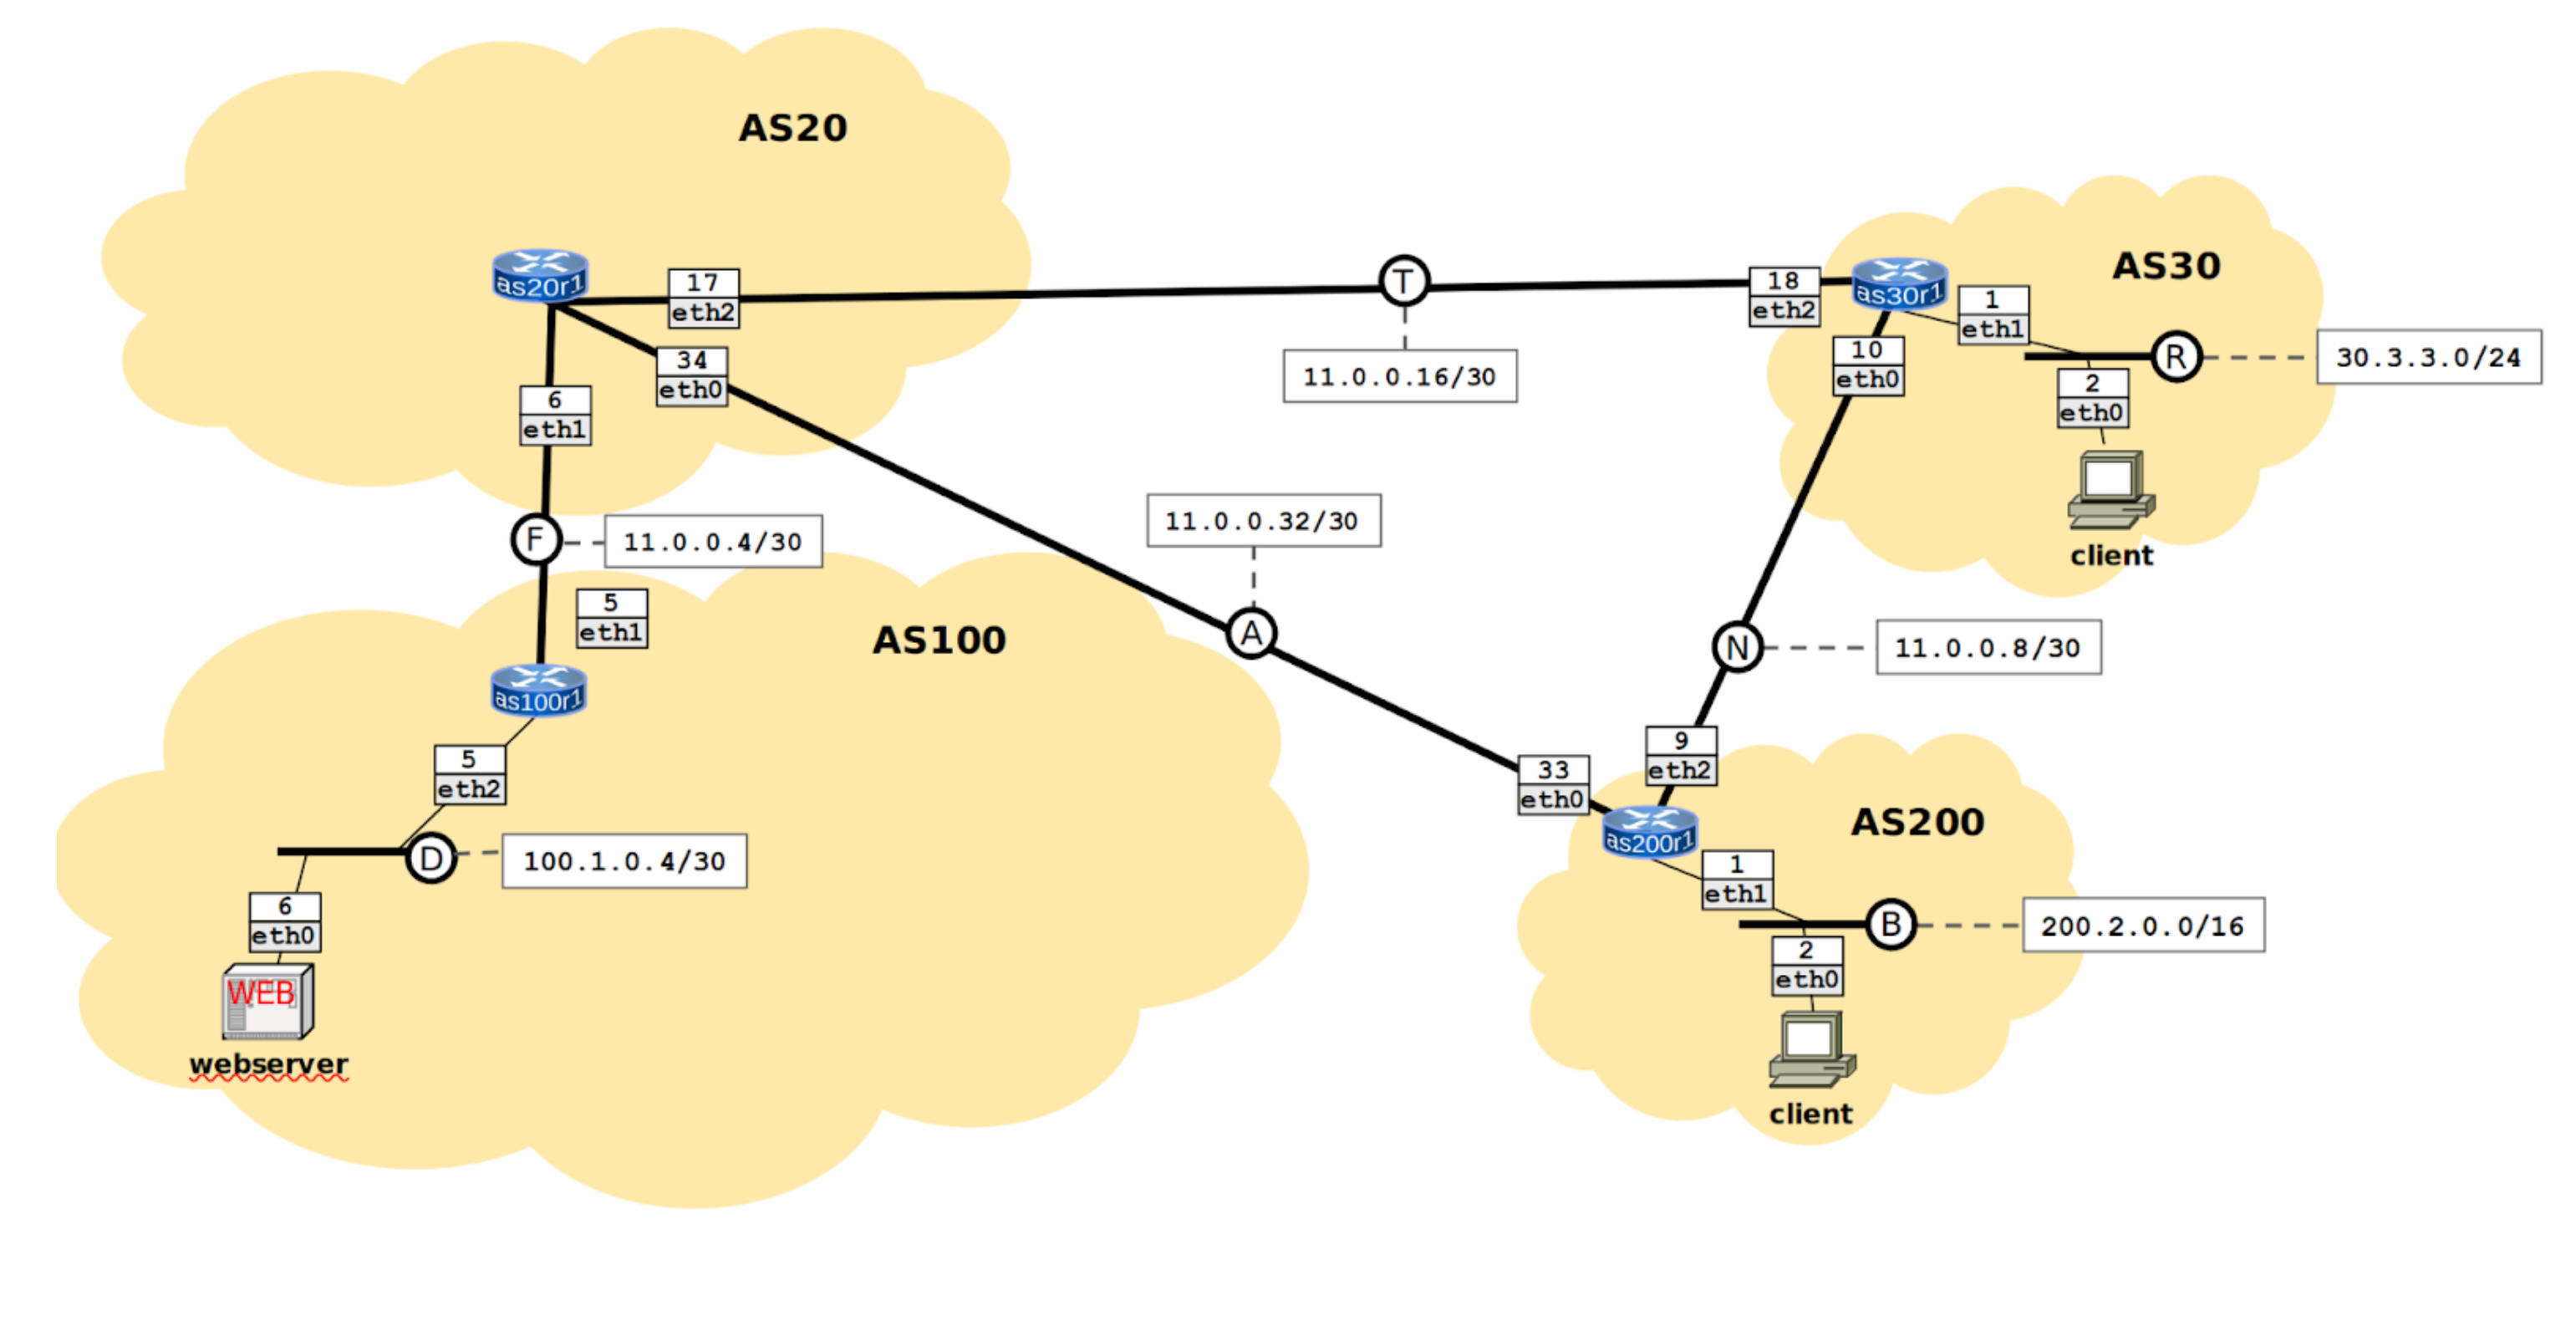 AS20
as20r1
17
eth2
34
eth0
6
eth1
T
11.0.0.16/30
18
eth2
as30r1
AS30
1
eth1
10
eth0
R
30.3.3.0/24
2
eth0
client
F
11.0.0.4/30
11.0.0.32/30
A
5
eth1
AS100
as100r1
N
11.0.0.8/30
5
eth2
D
100.1.0.4/30
6
eth0
WEB
webserver
33
eth0
9
eth2
as200r1
AS200
1
eth1
B
200.2.0.0/16
2
eth0
client